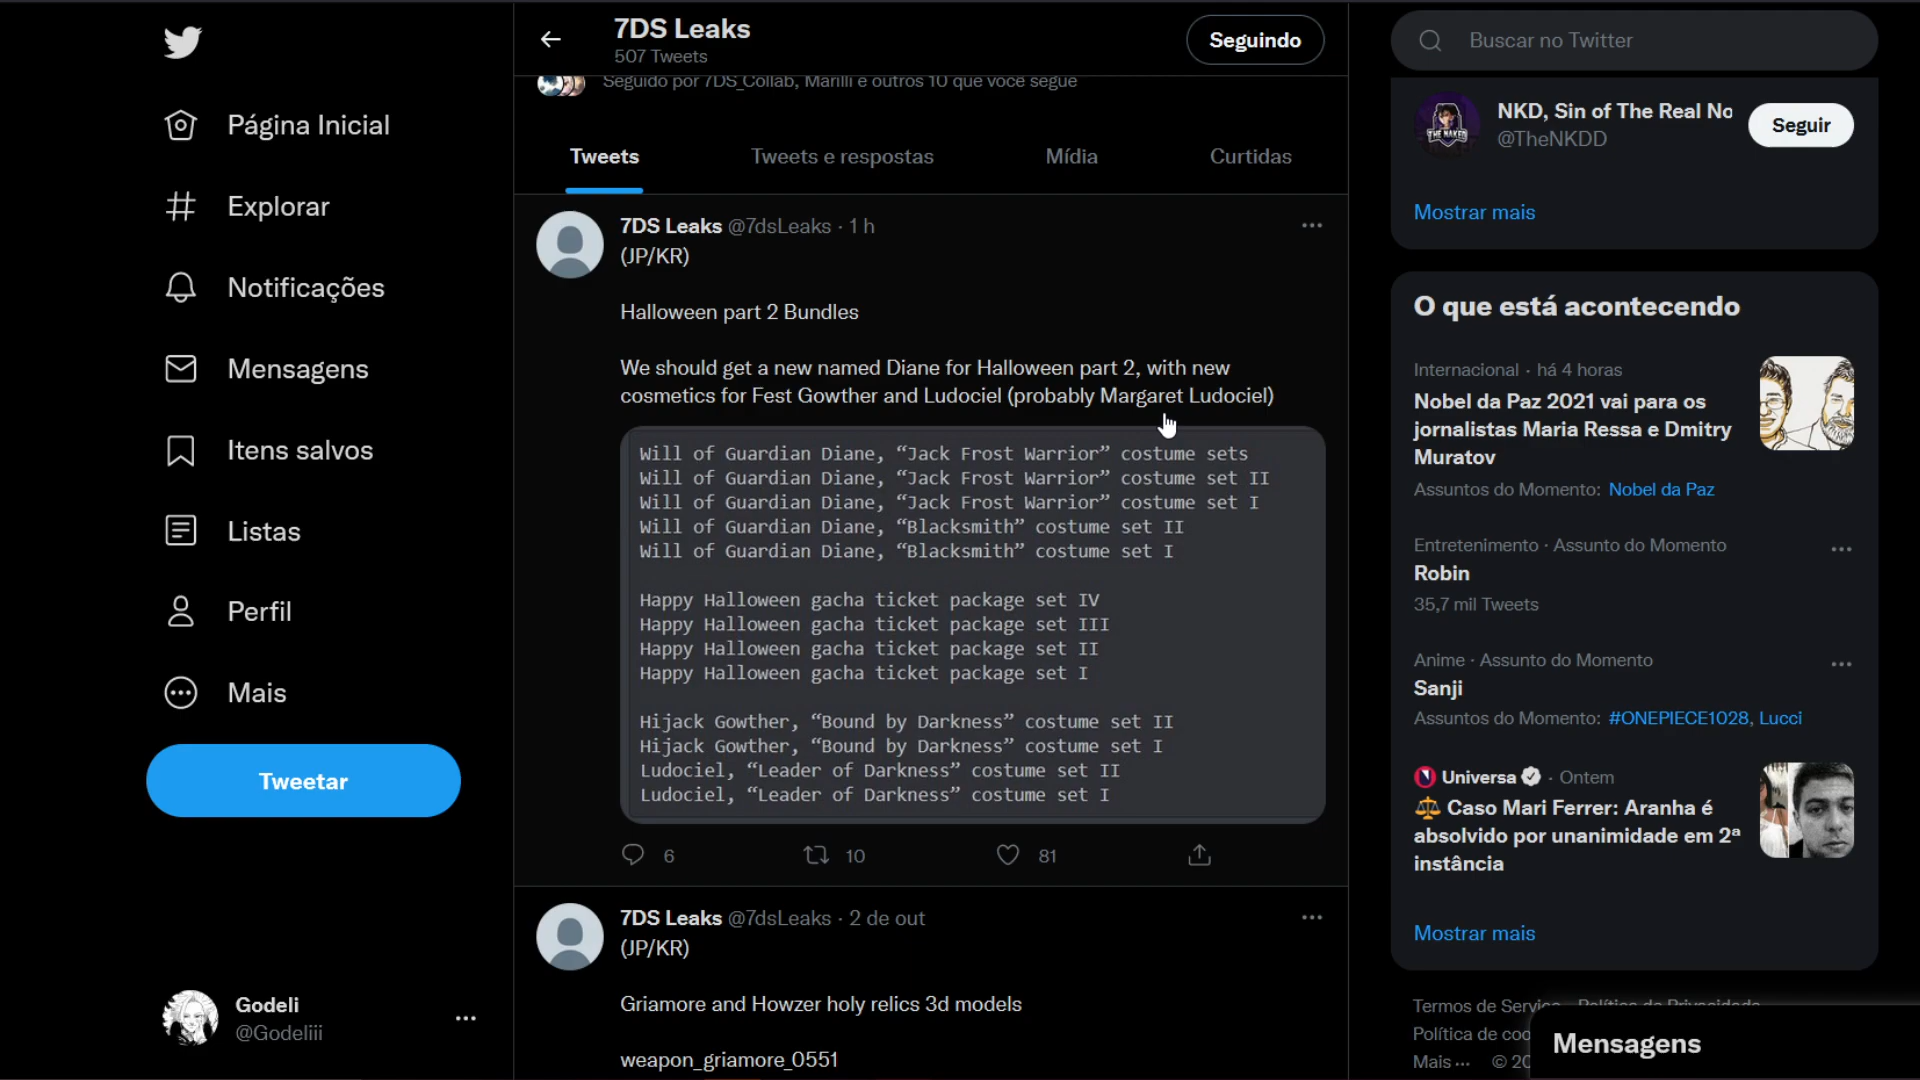 Página Inicial
Explorar
Notificações
Mensagens
Itens salvos
Listas
Perfil
Mais
Tweetar
Godeli
@Godeliii
7DS Leaks
507 Tweets
Seguindo
Seguido por 7DS_Collab, Marilli e outros 10 que você segue
Tweets
Tweets e respostas
Mídia
Curtidas
7DS Leaks @7dsLeaks · 1 h
(JP/KR)
Halloween part 2 Bundles
We should get a new named Diane for Halloween part 2, with new
cosmetics for Fest Gowther and Ludociel (probably Margaret Ludociel)
Will of Guardian Diane, “Jack Frost Warrior” costume sets
Will of Guardian Diane, “Jack Frost Warrior” costume set II
Will of Guardian Diane, “Jack Frost Warrior” costume set I
Will of Guardian Diane, “Blacksmith” costume set II
Will of Guardian Diane, “Blacksmith” costume set I
Happy Halloween gacha ticket package set IV
Happy Halloween gacha ticket package set III
Happy Halloween gacha ticket package set II
Happy Halloween gacha ticket package set I
Hijack Gowther, “Bound by Darkness” costume set II
Hijack Gowther, “Bound by Darkness” costume set I
Ludociel, “Leader of Darkness” costume set II
Ludociel, “Leader of Darkness” costume set I
6 10 81
7DS Leaks @7dsLeaks · 2 de out
(JP/KR)
Griamore and Howzer holy relics 3d models
weapon_griamore_0551
Buscar no Twitter
THE NAKED
NKD, Sin of The Real No
@TheNKDD
Seguir
Mostrar mais
O que está acontecendo
Internacional · há 4 horas
Nobel da Paz 2021 vai para os
jornalistas Maria Ressa e Dmitry
Muratov
Assuntos do Momento: Nobel da Paz
Entretenimento · Assunto do Momento
Robin
35,7 mil Tweets
Anime · Assunto do Momento
Sanji
Assuntos do Momento: #ONEPIECE1028, Lucci
Universa · Ontem
Caso Mari Ferrer: Aranha é
absolvido por unanimidade em 2ª
instância
Mostrar mais
Termos de Serviço Política de Privacidade
Política de coo
Mais ··· © 20
Mensagens